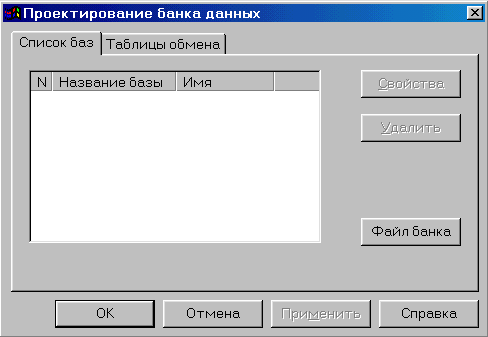 Проектирование банка данных
Список баз Таблицы обмена
N Название базы Имя
Свойства
Удалить
Файл банка
OK Отмена Применить Справка